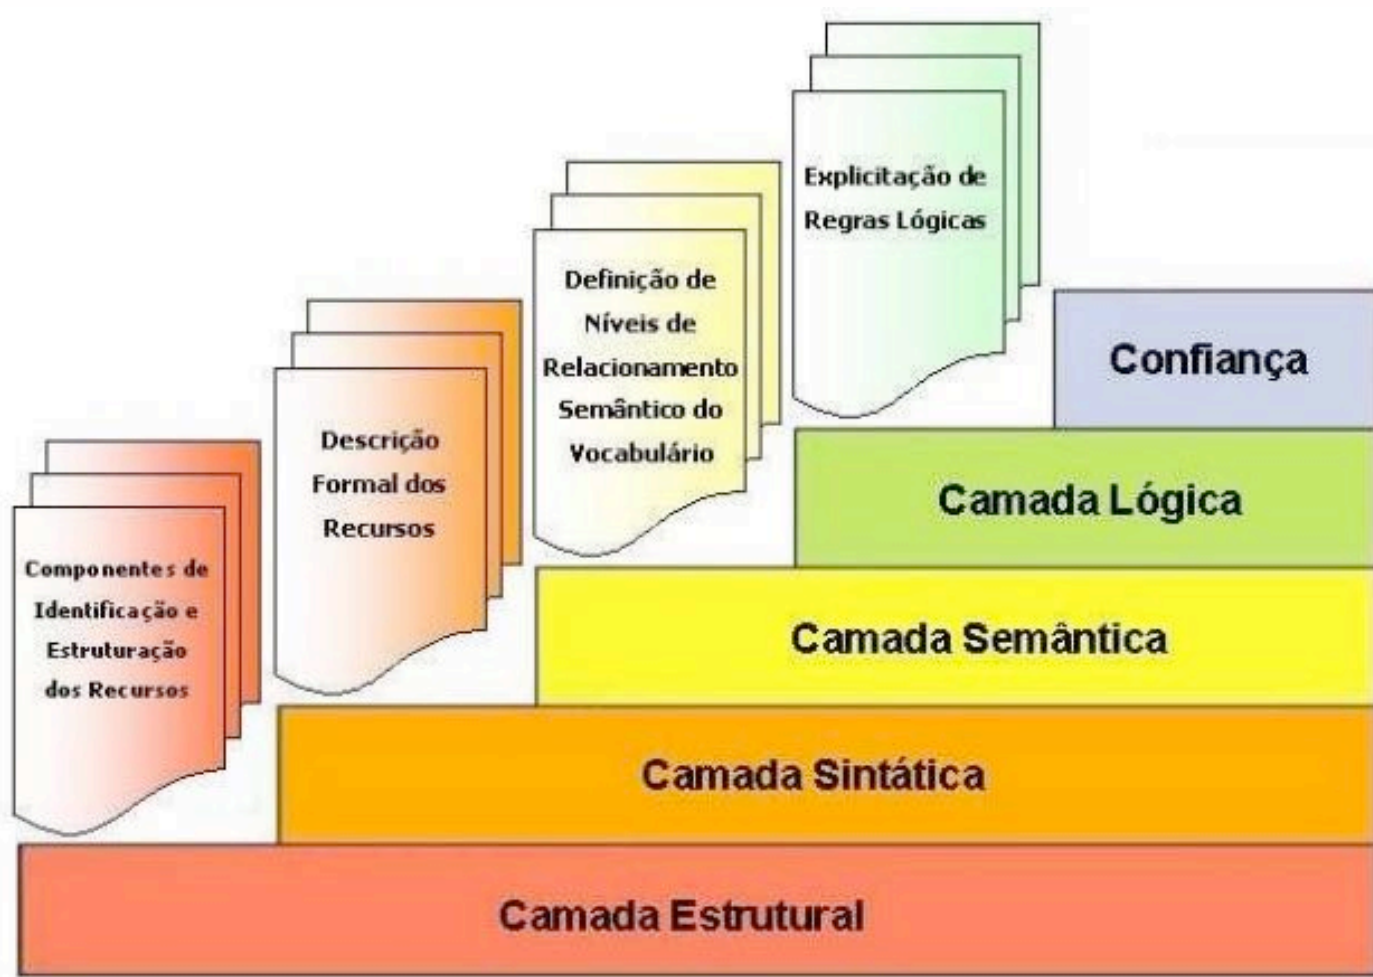 Explicitação de
Regras Lógicas
Definição de
Níveis de
Relacionamento
Semântico do
Vocabulário
Confiança
Descrição
Formal dos
Recursos
Camada Lógica
Componentes de
Identificação e
Estruturação
dos Recursos
Camada Semântica
Camada Sintática
Camada Estrutural